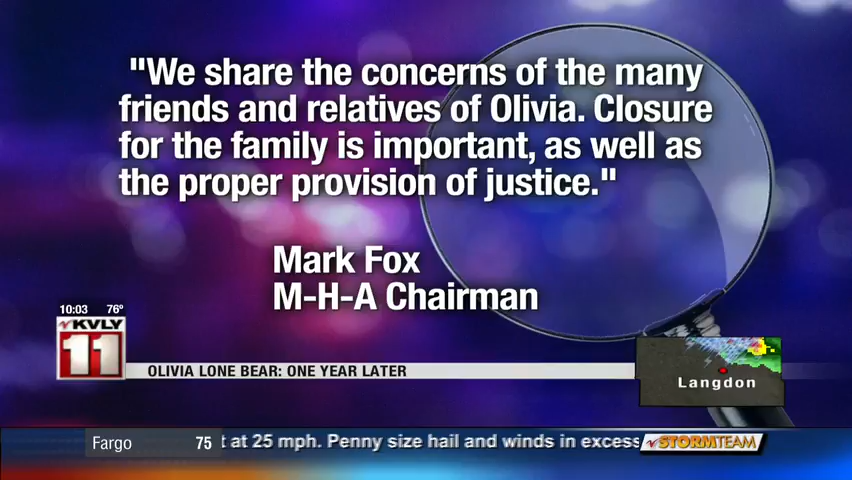 "We share the concerns of the many
friends and relatives of Olivia. Closure
for the family is important, as well as
the proper provision of justice."
Mark Fox
M-H-A Chairman
10:03 76°
KVLY
11
OLIVIA LONE BEAR: ONE YEAR LATER
Langdon
Fargo 75 t at 25 mph. Penny size hail and winds in excess STORMTEAM